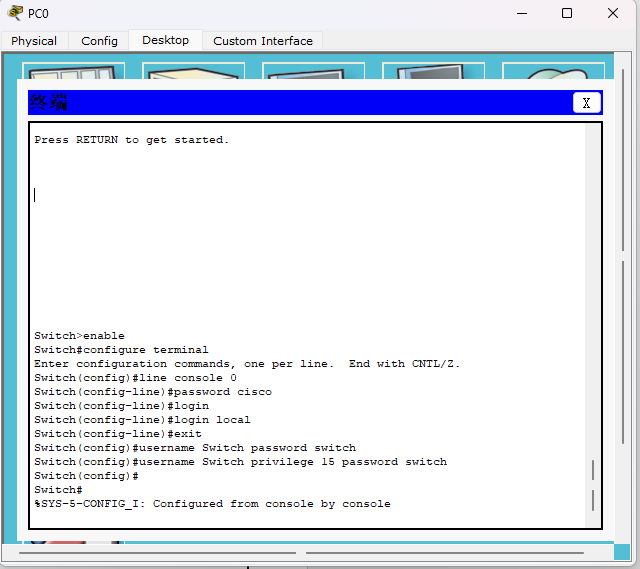 PC0
Physical Config Desktop Custom Interface
终端
X
Press RETURN to get started.
Switch>enable
Switch#configure terminal
Enter configuration commands, one per line.  End with CNTL/Z.
Switch(config)#line console 0
Switch(config-line)#password cisco
Switch(config-line)#login
Switch(config-line)#login local
Switch(config-line)#exit
Switch(config)#username Switch password switch
Switch(config)#username Switch privilege 15 password switch
Switch(config)#
Switch#
%SYS-5-CONFIG_I: Configured from console by console